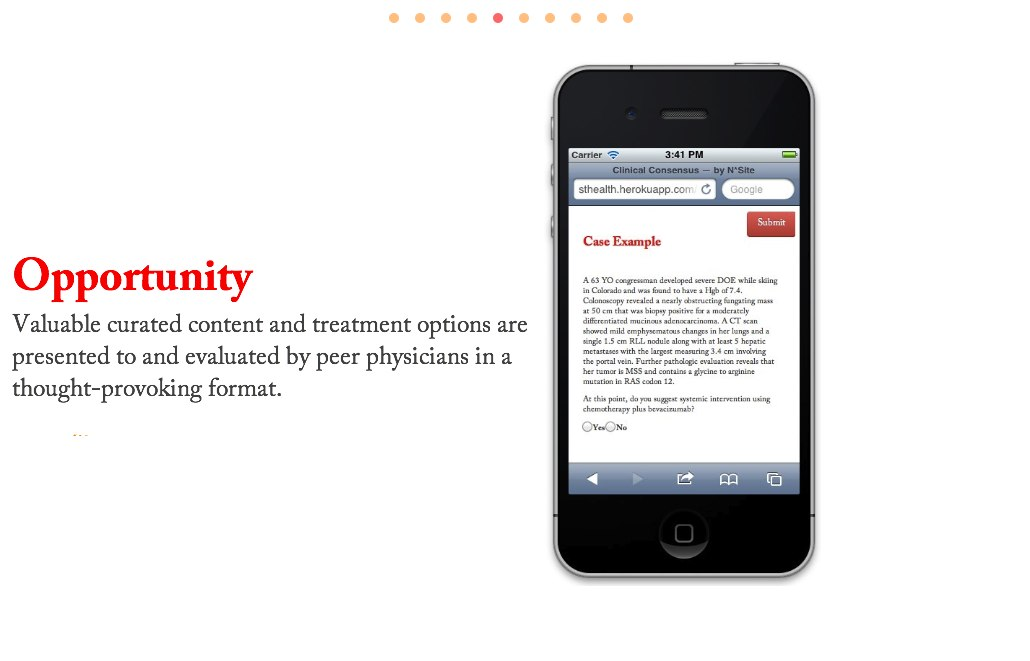 Opportunity
Valuable curated content and treatment options are
presented to and evaluated by peer physicians in a
thought-provoking format.
Carrier 3:41 PM
Clinical Consensus — by N*Site
sthealth.herokuapp.com Google
Submit
Case Example
A 63 YO congressman developed severe DOE while skiing
in Colorado and was found to have a Hgb of 7.4.
Colonoscopy revealed a nearly obstructing fungating mass
at 50 cm that was biopsy positive for a moderately
differentiated mucinous adenocarcinoma. A CT scan
showed mild emphysematous changes in her lungs and a
single 1.5 cm RLL nodule along with at least 5 hepatic
metastases with the largest measuring 3.4 cm involving
the portal vein. Further pathologic evaluation reveals that
her tumor is MSS and contains a glycine to arginine
mutation in RAS codon 12.
At this point, do you suggest systemic intervention using
chemotherapy plus bevacizumab?
Yes No